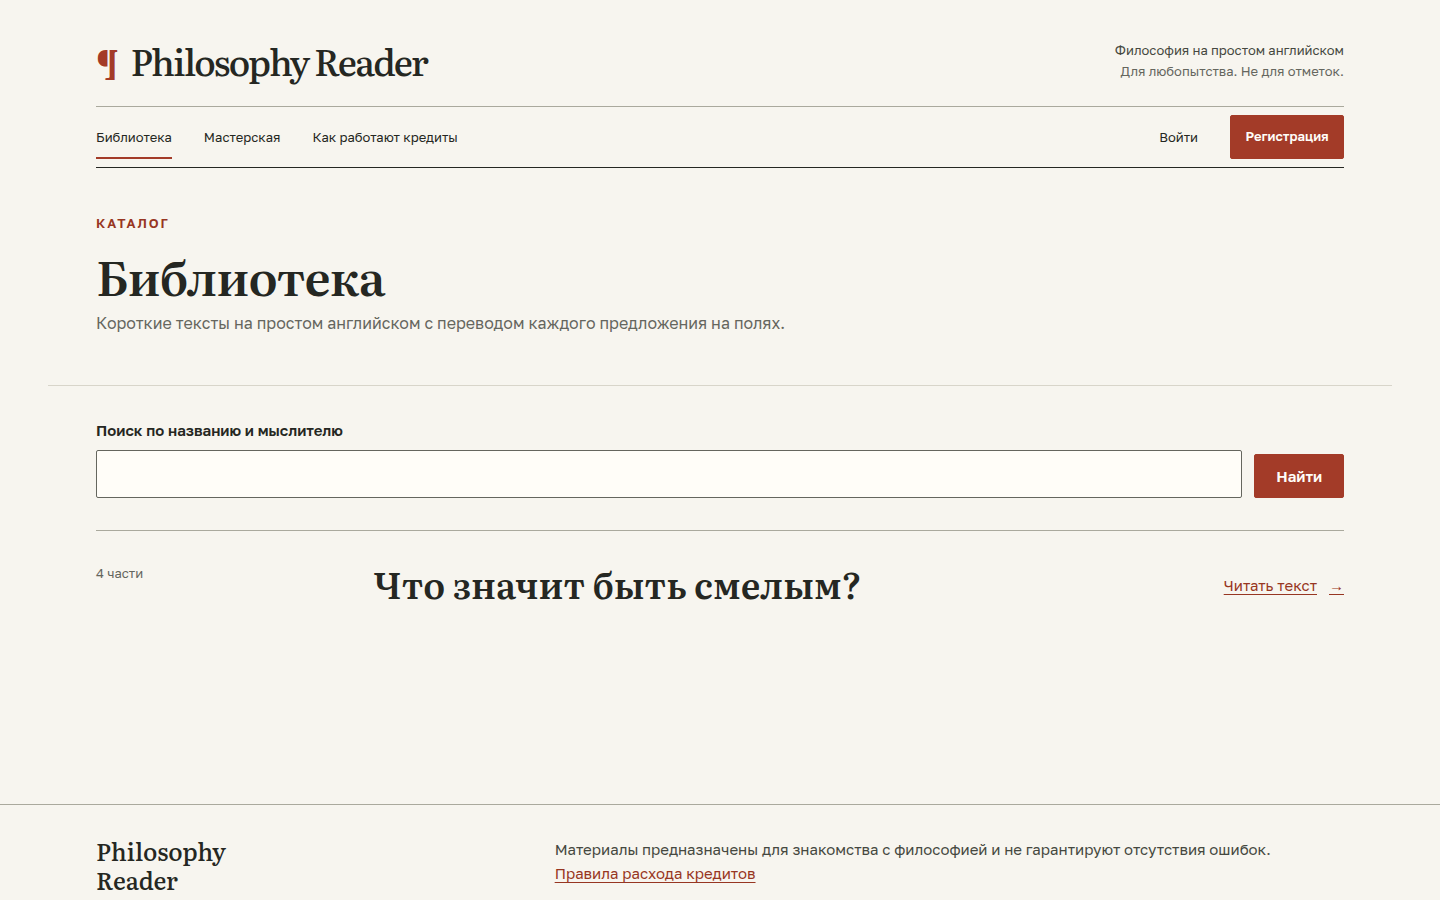 ¶ Philosophy Reader
Философия на простом английском
Для любопытства. Не для отметок.
Библиотека
Мастерская
Как работают кредиты
Войти
Регистрация
КАТАЛОГ
Библиотека
Короткие тексты на простом английском с переводом каждого предложения на полях.
Поиск по названию и мыслителю
Найти
4 части
Что значит быть смелым?
Читать текст →
Philosophy
Reader
Материалы предназначены для знакомства с философией и не гарантируют отсутствия ошибок.
Правила расхода кредитов